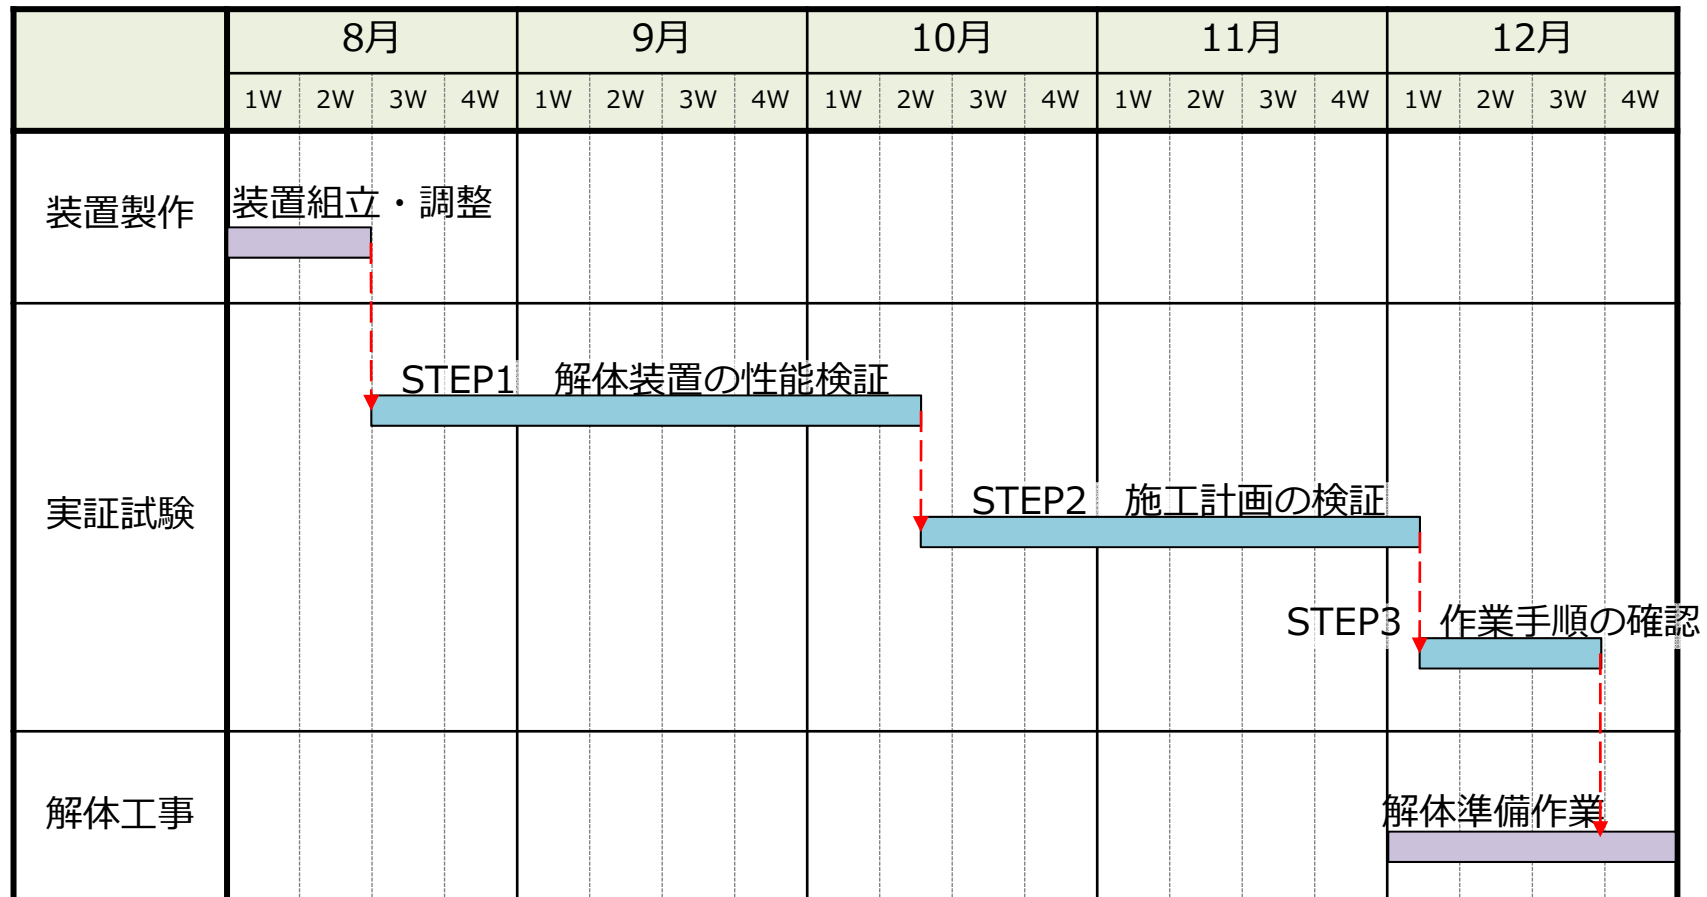 8月 9月 10月 11月 12月
1W 2W 3W 4W 1W 2W 3W 4W 1W 2W 3W 4W 1W 2W 3W 4W 1W 2W 3W 4W
装置製作
装置組立・調整
実証試験
STEP1 解体装置の性能検証
STEP2 施工計画の検証
STEP3 作業手順の確認
解体工事
解体準備作業